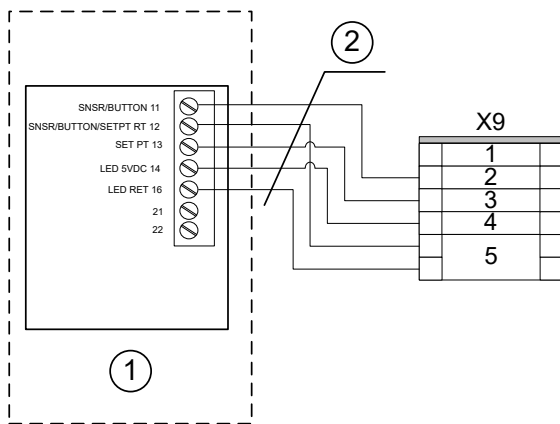 2
SNSR/BUTTON 11
SNSR/BUTTON/SETPT RT 12
SET PT 13
LED 5VDC 14
LED RET 16
21
22
1
X9
1
2
3
4
5